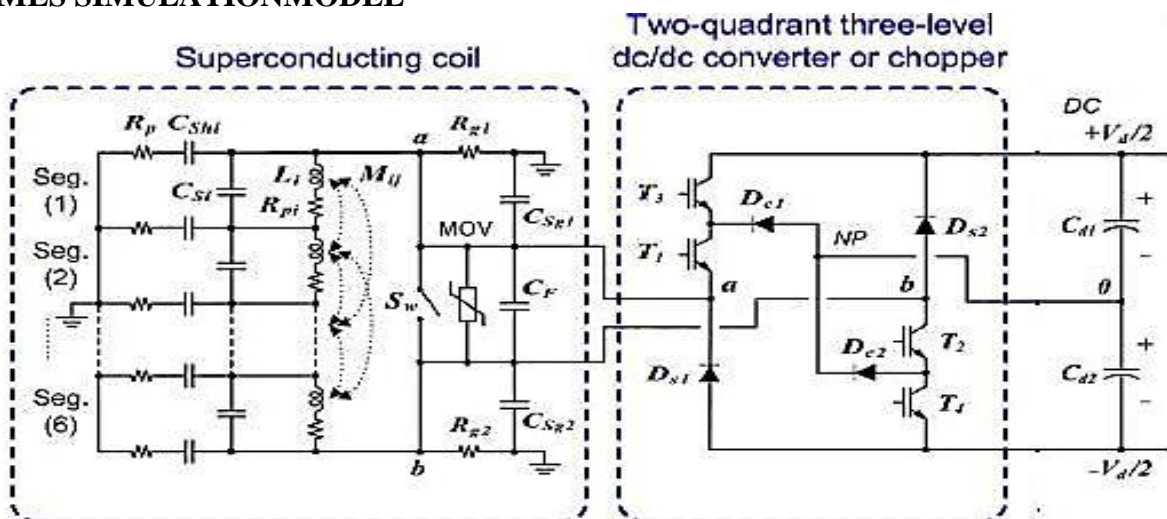 MES SIMULATIONMODEL
Superconducting coil
Two-quadrant three-level
dc/dc converter or chopper
DC
+Vd/2
Rp CShi
a
Rg1
Seg.
(1)
CSi
Li
Mij
Rpi
CSg1
MOV
Seg.
(2)
Sw
CF
Seg.
(6)
Rg2
CSg2
b
T3
Dc1
T1
NP
Ds2
a
b
Ds1
Dc2
T2
T4
+
Cd1
-
0
+
Cd2
-
-Vd/2